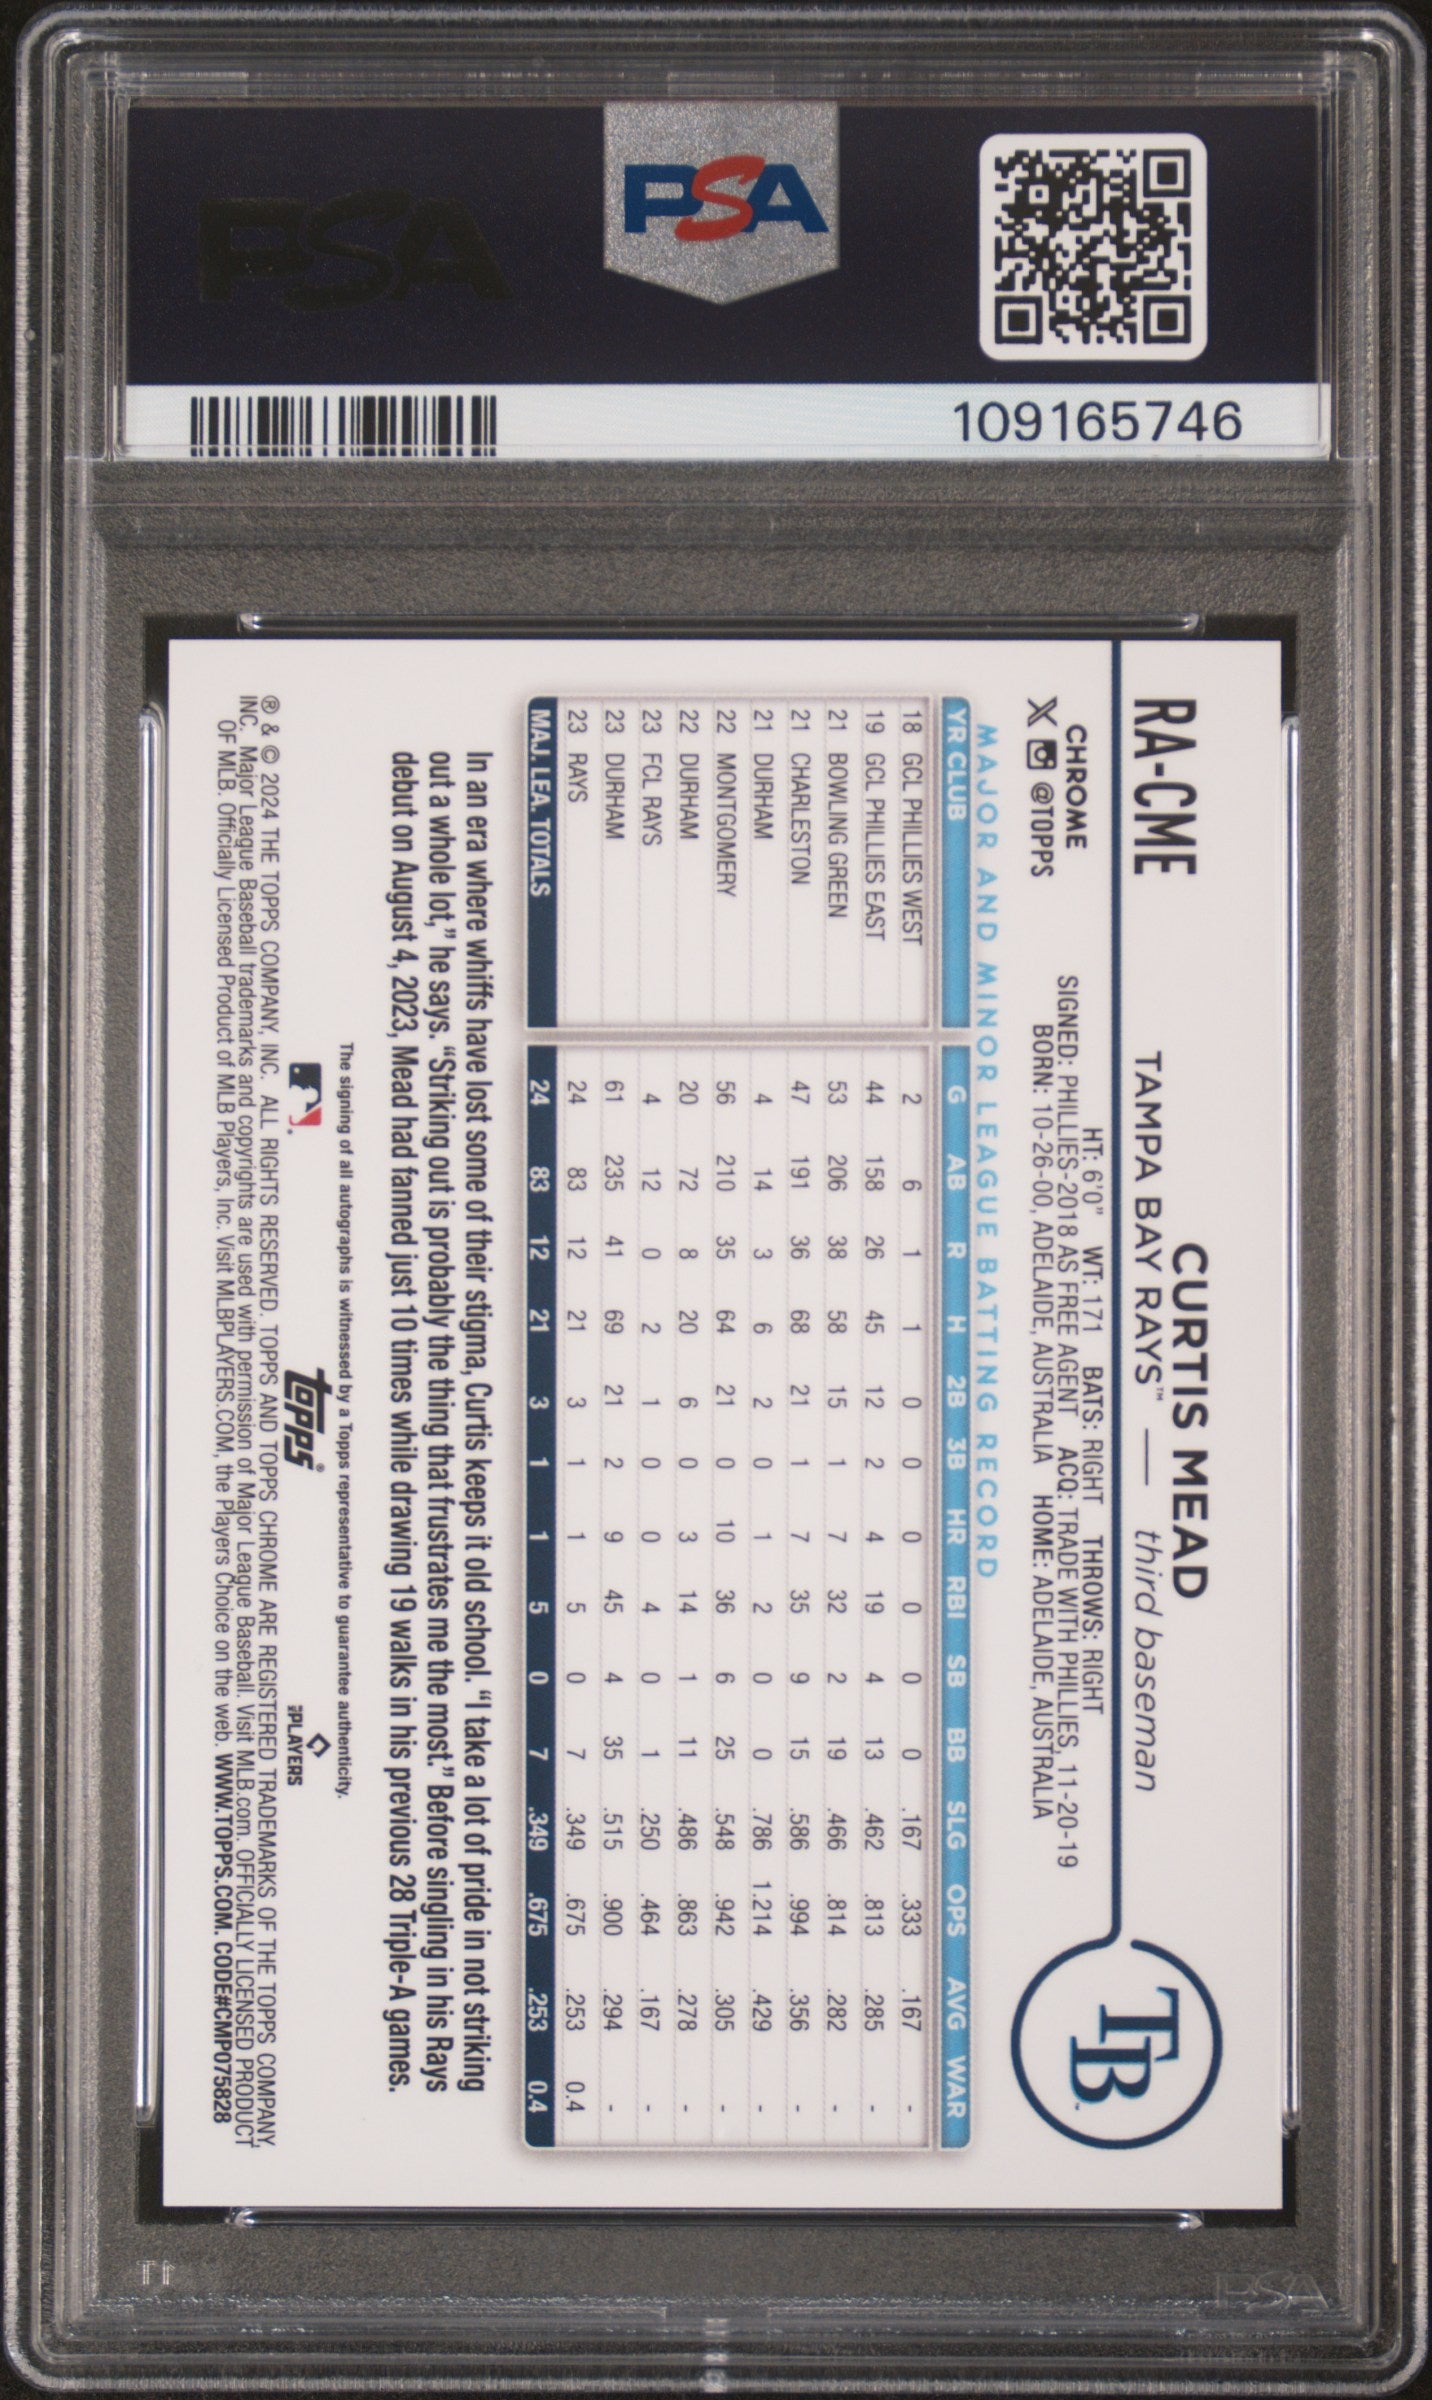 PSA
PSA
109165746
RA-CME
CURTIS MEAD
TAMPA BAY RAYS™ — third baseman
TB™
CHROME
X @TOPPS
HT: 6'0" WT: 171 BATS: RIGHT THROWS: RIGHT
SIGNED: PHILLIES-2018 AS FREE AGENT ACQ: TRADE WITH PHILLIES, 11-20-19
BORN: 10-26-00, ADELAIDE, AUSTRALIA HOME: ADELAIDE, AUSTRALIA
MAJOR AND MINOR LEAGUE BATTING RECORD
YR CLUB G AB R H 2B 3B HR RBI SB BB SLG OPS AVG WAR
18 GCL PHILLIES WEST 2 6 1 1 0 0 0 0 0 0 .167 .333 .167 -
19 GCL PHILLIES EAST 44 158 26 45 12 2 4 19 4 13 .462 .813 .285 -
21 BOWLING GREEN 53 206 38 58 15 1 7 32 2 19 .466 .814 .282 -
21 CHARLESTON 47 191 36 68 21 1 7 35 9 15 .586 .994 .356 -
21 DURHAM 4 14 3 6 2 0 1 2 0 0 .786 1.214 .429 -
22 MONTGOMERY 56 210 35 64 21 0 10 36 6 25 .548 .942 .305 -
22 DURHAM 20 72 8 20 6 0 3 14 1 11 .486 .863 .278 -
23 FCL RAYS 4 12 0 2 1 0 0 4 0 1 .250 .464 .167 -
23 DURHAM 61 235 41 69 21 2 9 45 4 35 .515 .900 .294 -
23 RAYS 24 83 12 21 3 1 1 5 0 7 .349 .675 .253 0.4
MAJ. LEA. TOTALS 24 83 12 21 3 1 1 5 0 7 .349 .675 .253 0.4
In an era where whiffs have lost some of their stigma, Curtis keeps it old school. “I take a lot of pride in not striking
out a whole lot,” he says. “Striking out is probably the thing that frustrates me the most.” Before singling in his Rays
debut on August 4, 2023, Mead had fanned just 10 times while drawing 19 walks in his previous 28 Triple-A games.
The signing of all autographs is witnessed by a Topps representative to guarantee authenticity.
topps®
PLAYERS
® & © 2024 THE TOPPS COMPANY, INC. ALL RIGHTS RESERVED. TOPPS AND TOPPS CHROME ARE REGISTERED TRADEMARKS OF THE TOPPS COMPANY,
INC. Major League Baseball trademarks and copyrights are used with permission of Major League Baseball. Visit MLB.com. OFFICIALLY LICENSED PRODUCT
OF MLB. Officially Licensed Product of MLB Players, Inc. Visit MLBPLAYERS.COM, the Players Choice on the web. WWW.TOPPS.COM. CODE#CMP075828
PSA